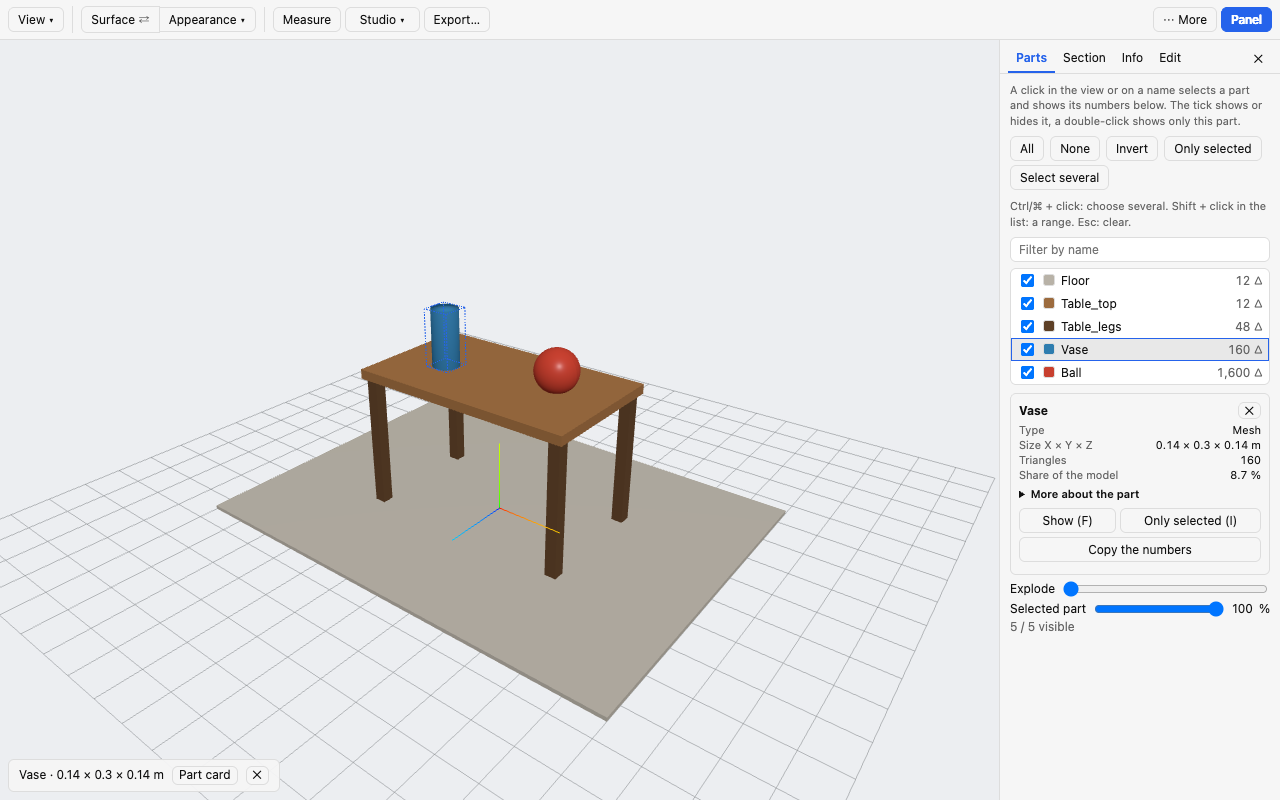 View ▾
Surface ⇄
Appearance ▾
Measure
Studio ▾
Export…
··· More
Panel
Parts
Section
Info
Edit
×
A click in the view or on a name selects a part
and shows its numbers below. The tick shows or
hides it, a double-click shows only this part.
All
None
Invert
Only selected
Select several
Ctrl/⌘ + click: choose several. Shift + click in the
list: a range. Esc: clear.
Filter by name
Floor 12 Δ
Table_top 12 Δ
Table_legs 48 Δ
Vase 160 Δ
Ball 1,600 Δ
Vase ×
Type Mesh
Size X × Y × Z 0.14 × 0.3 × 0.14 m
Triangles 160
Share of the model 8.7 %
▶ More about the part
Show (F)
Only selected (I)
Copy the numbers
Explode
Selected part 100 %
5 / 5 visible
Vase · 0.14 × 0.3 × 0.14 m
Part card
×